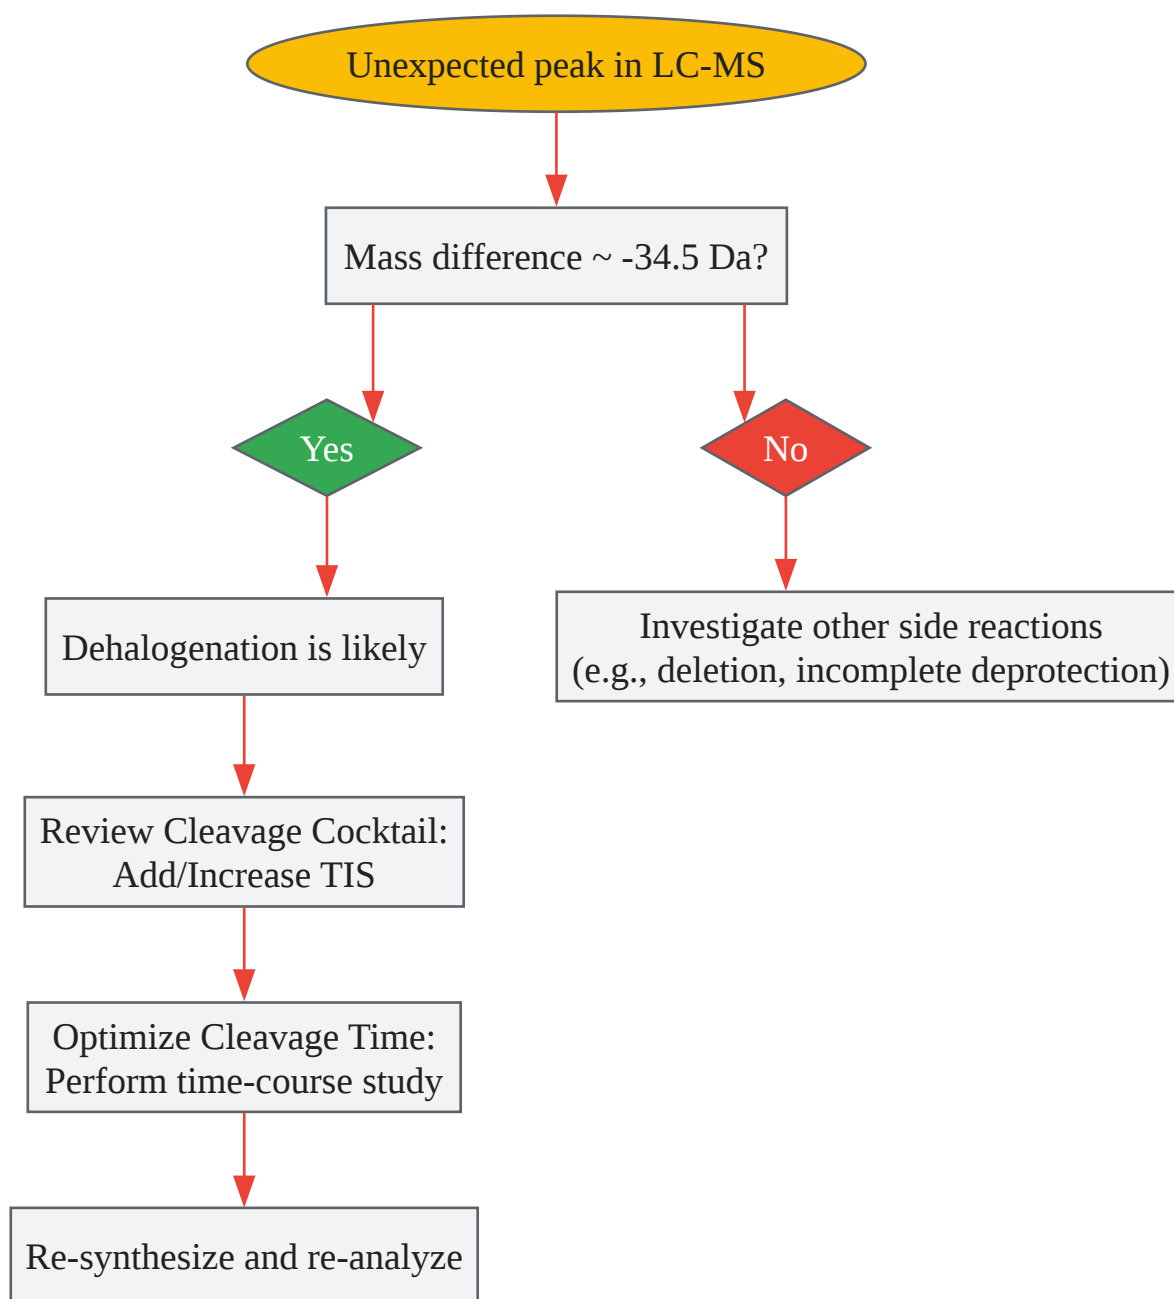 Unexpected peak in LC-MS
Mass difference ~ -34.5 Da?
Yes
No
Dehalogenation is likely
Investigate other side reactions
(e.g., deletion, incomplete deprotection)
Review Cleavage Cocktail:
Add/Increase TIS
Optimize Cleavage Time:
Perform time-course study
Re-synthesize and re-analyze